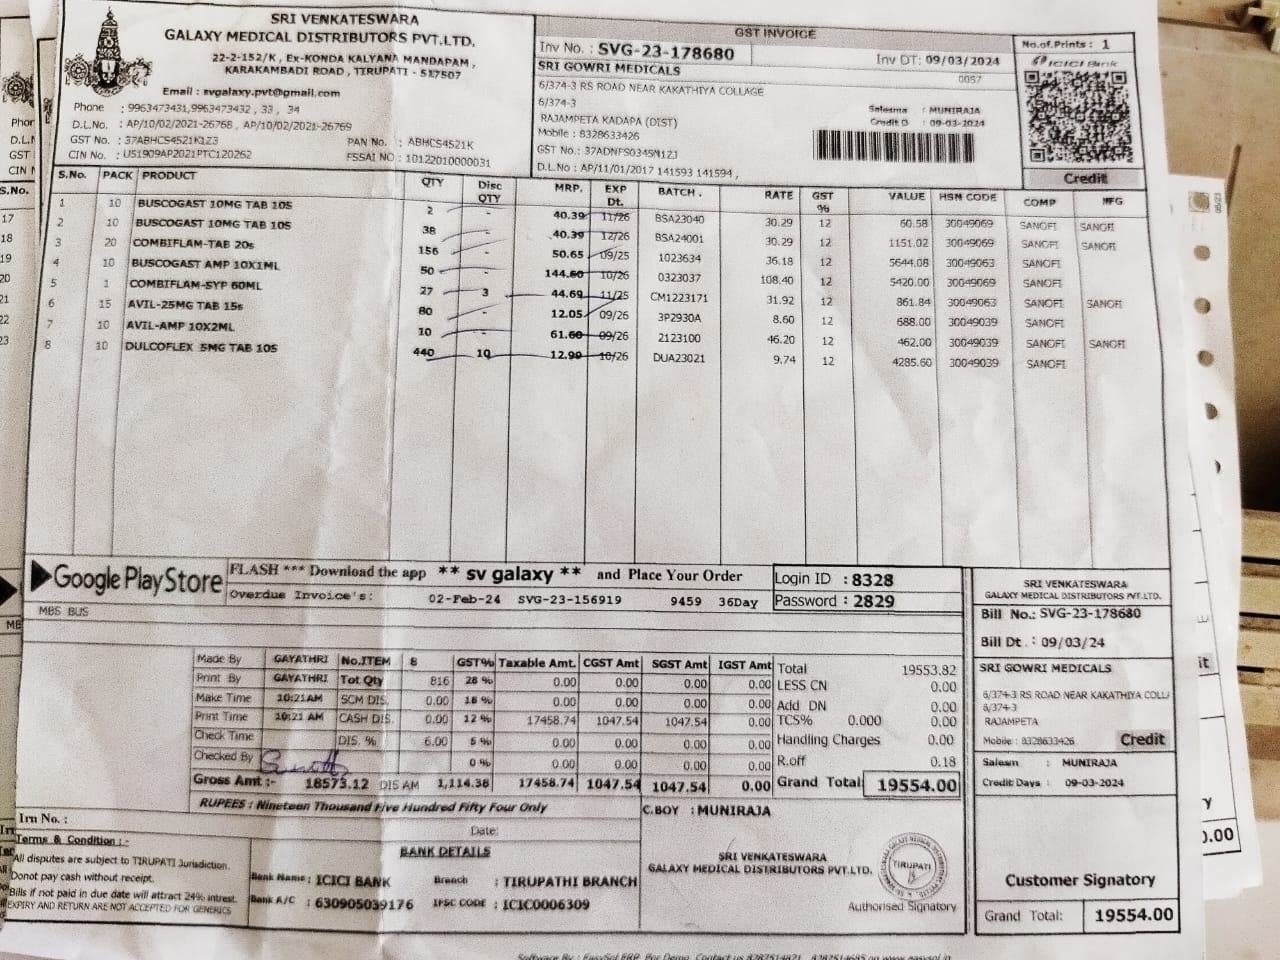 SRI VENKATESWARA
GALAXY MEDICAL DISTRIBUTORS PVT.LTD.
22-2-152/K , Ex-KONDA KALYANA MANDAPAM,
KARAKAMBADI ROAD, TIRUPATI - 517507
Email : svgalaxy.pvt@gmail.com
Phone : 9963473431,9963473432 , 33 , 34
D.L.No. : AP/10/02/2021-26768 , AP/10/02/2021-26769
GST No. : 37ABHCS4521K1Z3 PAN No. : ABHCS4521K
CIN No. : U51909AP2021PTC120262 FSSAI NO : 10122010000031
GST INVOICE
Inv No. : SVG-23-178680 Inv DT: 09/03/2024
SRI GOWRI MEDICALS 0057
6/374-3 RS ROAD NEAR KAKATHIYA COLLAGE
6/374-3
RAJAMPETA KADAPA (DIST)
Mobile : 8328633426
GST No. : 37ADNFS0345N1Z3
D.L.No : AP/11/01/2017 141593 141594 ,
Salesma : MUNIRAJA
Credit D : 09-03-2024
No.of.Prints : 1
ICICI Bank
Credit
S.No. PACK PRODUCT QTY Disc QTY MRP. EXP Dt. BATCH . RATE GST % VALUE HSN CODE COMP MFG
1 10 BUSCOGAST 10MG TAB 10S 2 - 40.39 11/26 BSA23040 30.29 12 60.58 30049069 SANOFI SANOFI
2 10 BUSCOGAST 10MG TAB 10S 38 - 40.39 12/26 BSA24001 30.29 12 1151.02 30049069 SANOFI SANOFI
3 20 COMBIFLAM-TAB 20s 156 - 50.65 09/25 1023634 36.18 12 5644.08 30049063 SANOFI
4 10 BUSCOGAST AMP 10X1ML 50 - 144.60 10/26 0323037 108.40 12 5420.00 30049069 SANOFI
5 1 COMBIFLAM-SYP 60ML 27 3 44.69 11/25 CM1223171 31.92 12 861.84 30049063 SANOFI SANOFI
6 15 AVIL-25MG TAB 15s 80 - 12.05 09/26 3P2930A 8.60 12 688.00 30049039 SANOFI
7 10 AVIL-AMP 10X2ML 10 - 61.60 09/26 2123100 46.20 12 462.00 30049039 SANOFI SANOFI
8 10 DULCOFLEX 5MG TAB 10S 440 10 12.99 10/26 DUA23021 9.74 12 4285.60 30049039 SANOFI
Google Play Store
FLASH *** Download the app ** sv galaxy ** and Place Your Order
Overdue Invoice's: 02-Feb-24 SVG-23-156919 9459 36Day
Login ID : 8328
Password : 2829
MBS BUS
Made By GAYATHRI No.ITEM 8 GST% Taxable Amt. CGST Amt SGST Amt IGST Amt
Print By GAYATHRI Tot Qty 816 28 % 0.00 0.00 0.00 0.00
Make Time 10:21AM SCM DIS. 0.00 18 % 0.00 0.00 0.00 0.00
Print Time 10:21 AM CASH DIS. 0.00 12 % 17458.74 1047.54 1047.54 0.00
Check Time DIS. % 6.00 5 % 0.00 0.00 0.00 0.00
Checked By 0 % 0.00 0.00 0.00 0.00
Gross Amt :- 18573.12 DIS AM 1,114.38 17458.74 1047.54 1047.54 0.00
Total 19553.82
LESS CN 0.00
Add DN 0.00
TCS% 0.000 0.00
Handling Charges 0.00
R.off 0.18
Grand Total 19554.00
RUPEES : Nineteen Thousand Five Hundred Fifty Four Only
Irn No. :
Date:
Terms & Condition : -
All disputes are subject to TIRUPATI Jurisdiction.
Donot pay cash without receipt.
Bills if not paid in due date will attract 24% intrest.
EXPIRY AND RETURN ARE NOT ACCEPTED FOR GENERICS
BANK DETAILS
Bank Name : ICICI BANK Branch : TIRUPATHI BRANCH
Bank A/C : 630905039176 IFSC CODE : ICIC0006309
C.BOY : MUNIRAJA
SRI VENKATESWARA
GALAXY MEDICAL DISTRIBUTORS PVT.LTD.
TIRUPATI
Authorised Signatory
SRI VENKATESWARA
GALAXY MEDICAL DISTRIBUTORS PVT.LTD.
Bill No.: SVG-23-178680
Bill Dt. : 09/03/24
SRI GOWRI MEDICALS
6/374-3 RS ROAD NEAR KAKATHIYA COLLA
6/374-3
RAJAMPETA
Mobile : 8328633426 Credit
Salesm : MUNIRAJA
Credit Days : 09-03-2024
Customer Signatory
Grand Total: 19554.00